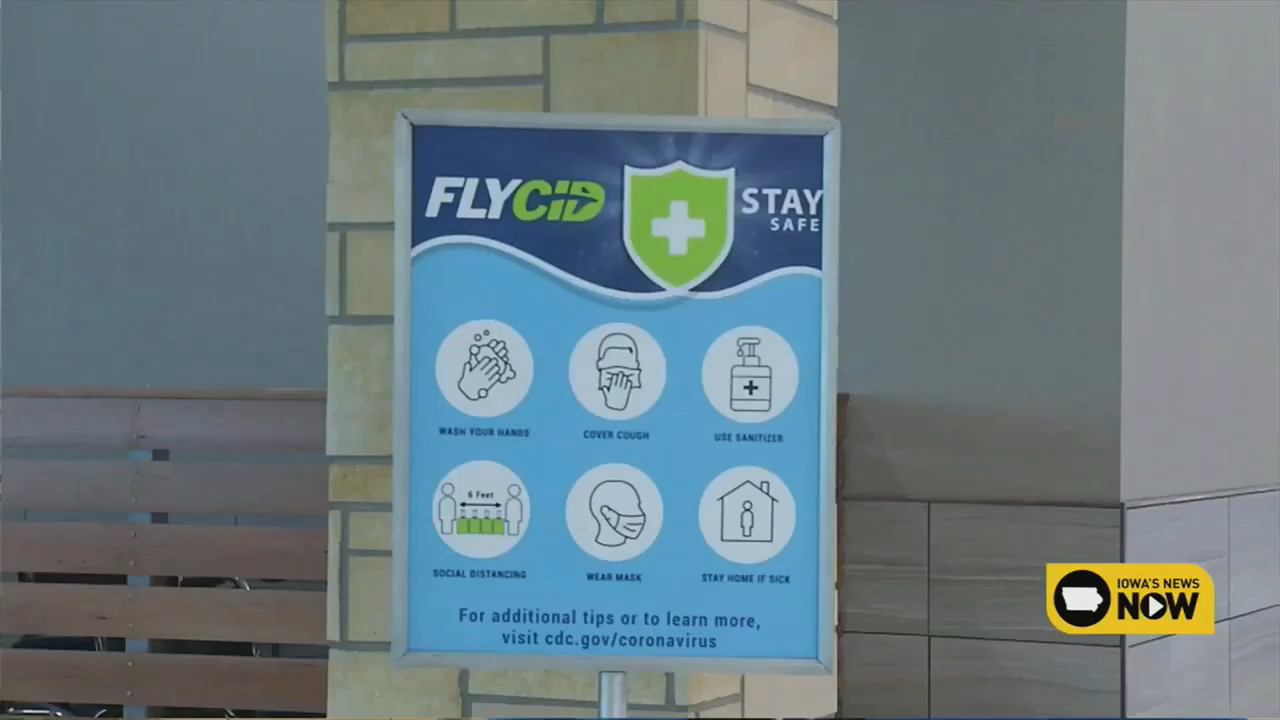 FLYCID
STAY
SAFE
WASH YOUR HANDS
COVER COUGH
USE SANITIZER
6 Feet
SOCIAL DISTANCING
WEAR MASK
STAY HOME IF SICK
For additional tips or to learn more,
visit cdc.gov/coronavirus
IOWA'S NEWS
NOW